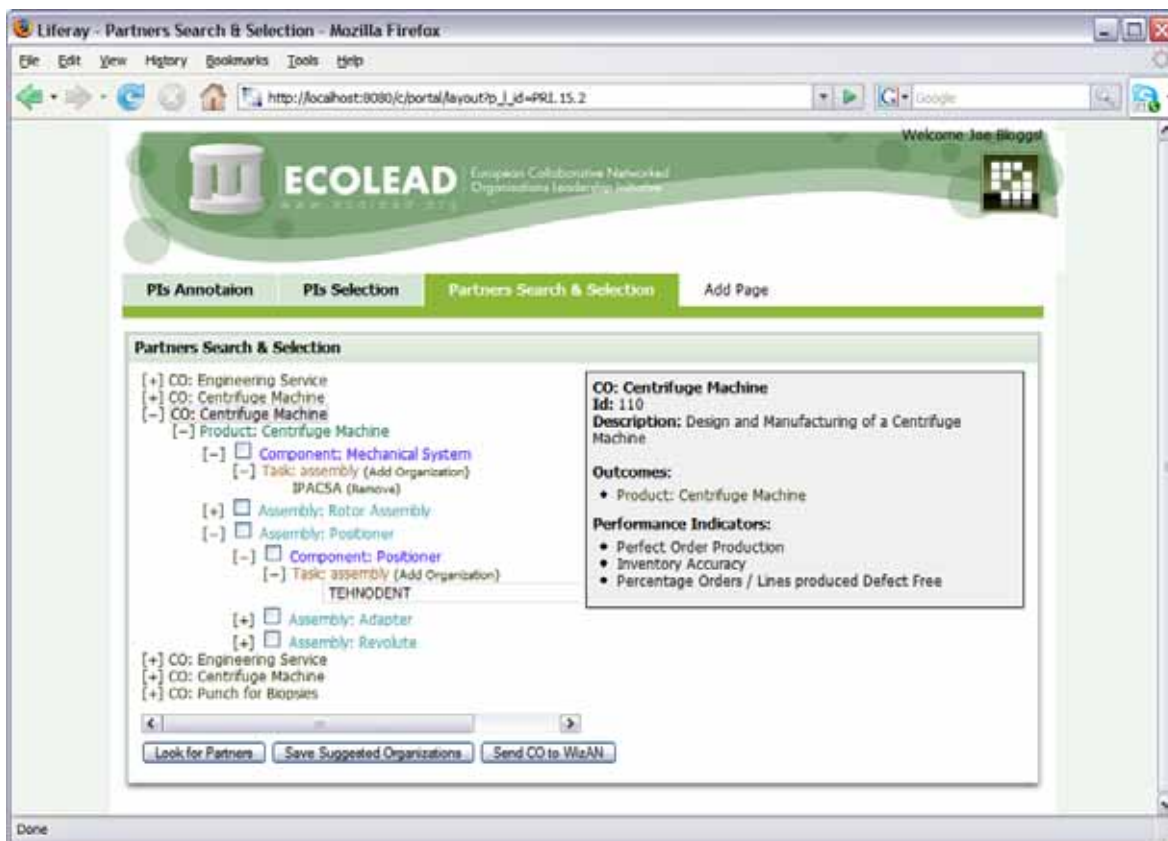 Liferay - Partners Search & Selection - Mozilla Firefox
File Edit View History Bookmarks Tools Help
http://localhost:8080/c/portal/layout?p_l_id=PRI.15.2
Google
Welcome Joe Bloggs!
ECOLEAD
European Collaborative Networked
Organisations Leadership Initiative
www.ecolead.org
PIs Annotaion PIs Selection Partners Search & Selection Add Page
Partners Search & Selection
[+] CO: Engineering Service
[+] CO: Centrifuge Machine
[−] CO: Centrifuge Machine
[−] Product: Centrifuge Machine
[−] Component: Mechanical System
[−] Task: assembly (Add Organization)
IPACSA (Remove)
[+] Assembly: Rotor Assembly
[−] Assembly: Positioner
[−] Component: Positioner
[−] Task: assembly (Add Organization)
TEHNODENT
[+] Assembly: Adapter
[+] Assembly: Revolute
[+] CO: Engineering Service
[+] CO: Centrifuge Machine
[+] CO: Punch for Biopsies
Look for Partners Save Suggested Organizations Send CO to WizAN
CO: Centrifuge Machine
Id: 110
Description: Design and Manufacturing of a Centrifuge
Machine
Outcomes:
• Product: Centrifuge Machine
Performance Indicators:
• Perfect Order Production
• Inventory Accuracy
• Percentage Orders / Lines produced Defect Free
Done